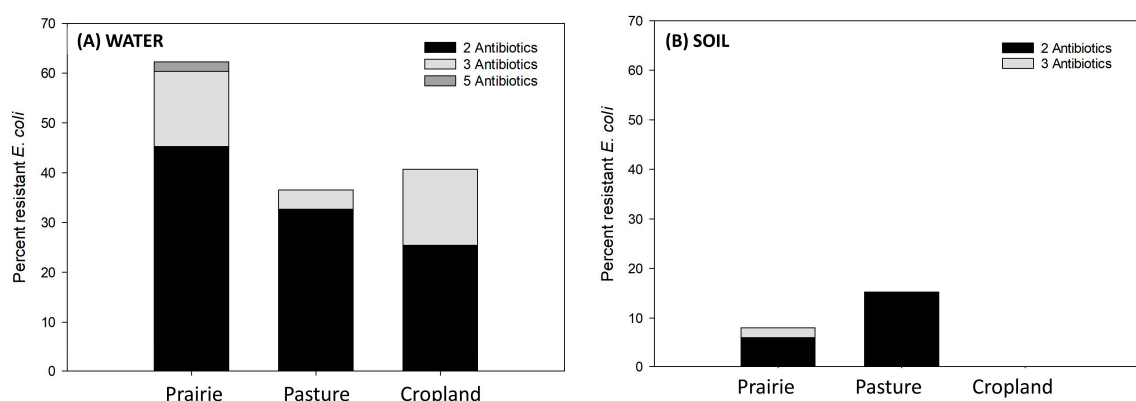 (A) WATER
2 Antibiotics
3 Antibiotics
5 Antibiotics
Percent resistant E. coli
70
60
50
40
30
20
10
0
Prairie Pasture Cropland
(B) SOIL
2 Antibiotics
3 Antibiotics
Percent resistant E. coli
70
60
50
40
30
20
10
0
Prairie Pasture Cropland